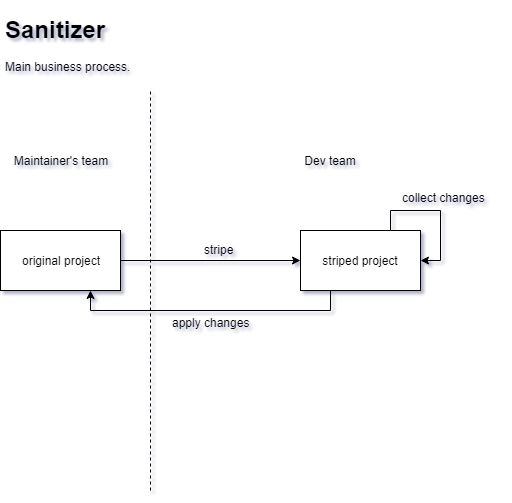 Sanitizer
Main business process.
Maintainer's team
Dev team
collect changes
original project
stripe
striped project
apply changes